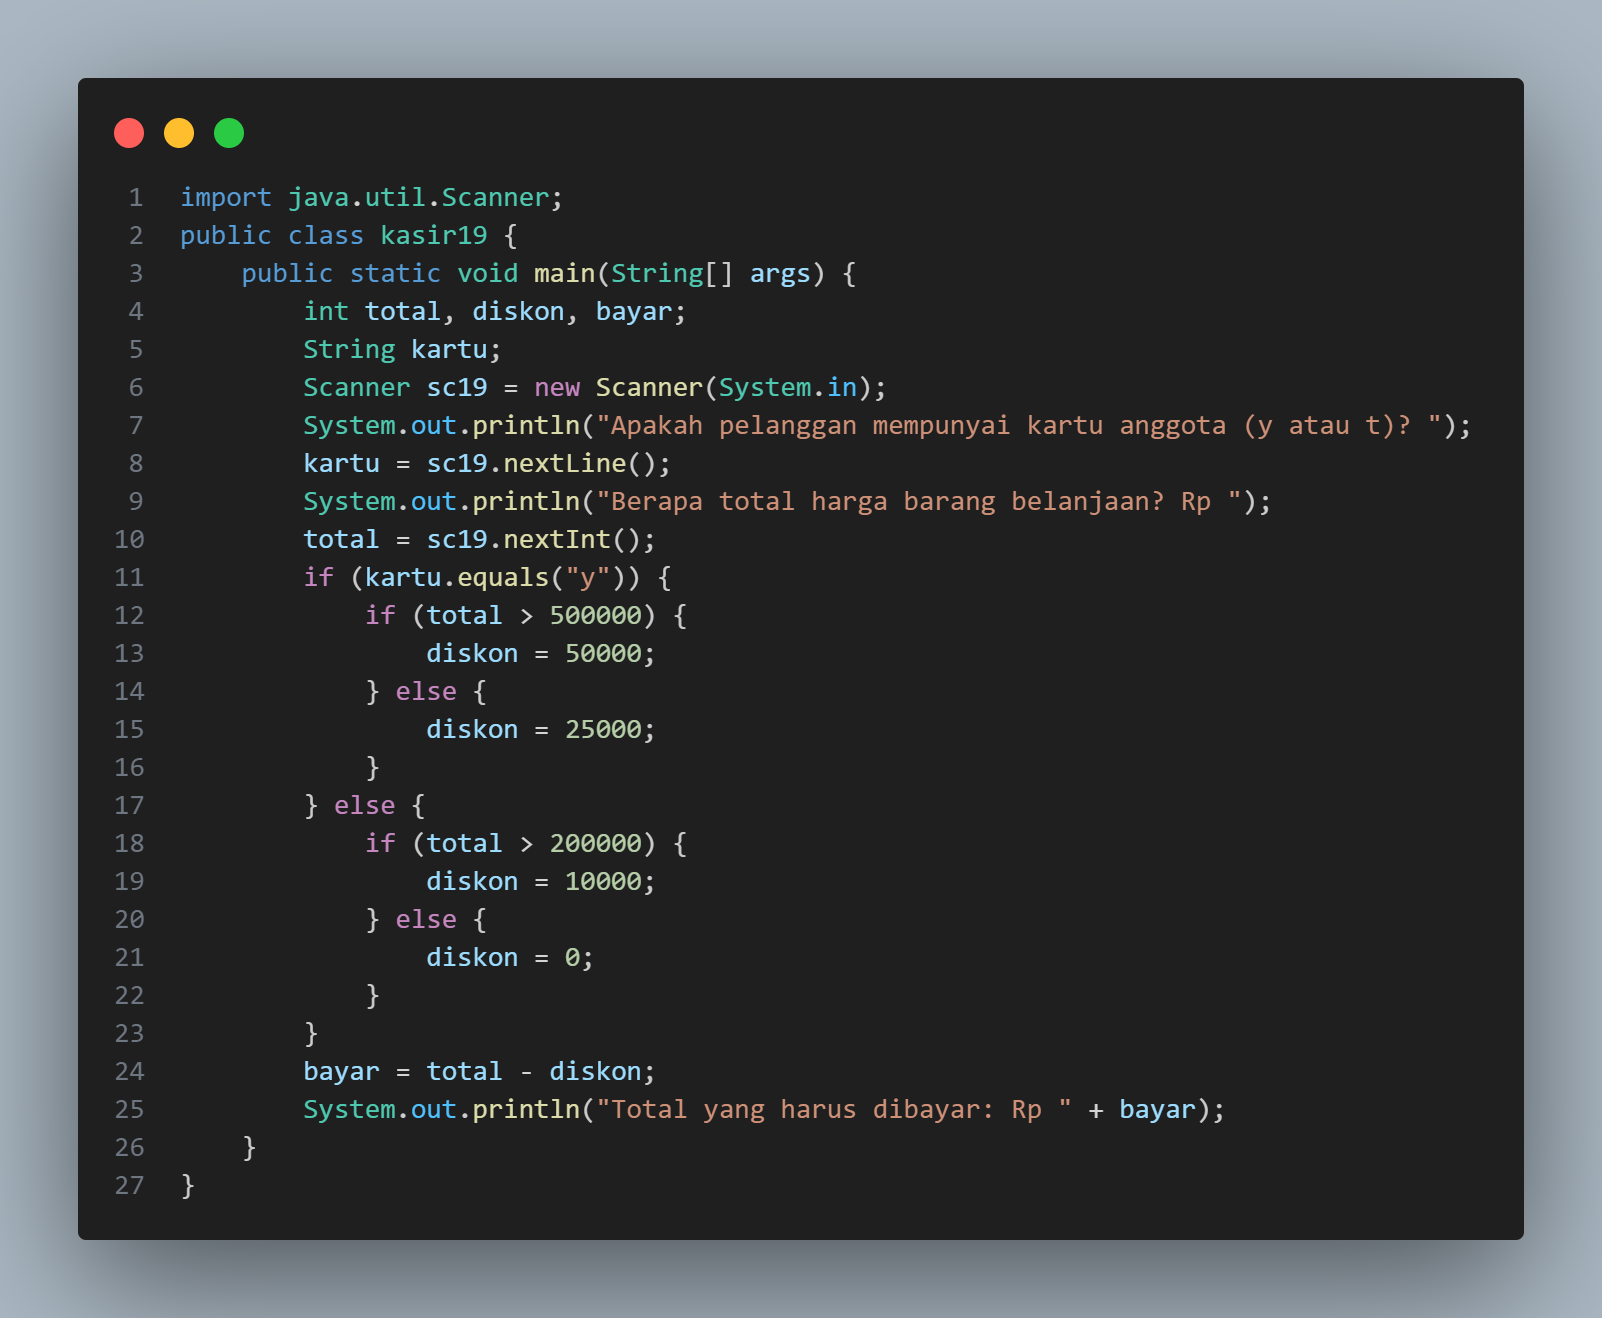 1 import java.util.Scanner;
2 public class kasir19 {
3     public static void main(String[] args) {
4         int total, diskon, bayar;
5         String kartu;
6         Scanner sc19 = new Scanner(System.in);
7         System.out.println("Apakah pelanggan mempunyai kartu anggota (y atau t)? ");
8         kartu = sc19.nextLine();
9         System.out.println("Berapa total harga barang belanjaan? Rp ");
10         total = sc19.nextInt();
11         if (kartu.equals("y")) {
12             if (total > 500000) {
13                 diskon = 50000;
14             } else {
15                 diskon = 25000;
16             }
17         } else {
18             if (total > 200000) {
19                 diskon = 10000;
20             } else {
21                 diskon = 0;
22             }
23         }
24         bayar = total - diskon;
25         System.out.println("Total yang harus dibayar: Rp " + bayar);
26     }
27 }